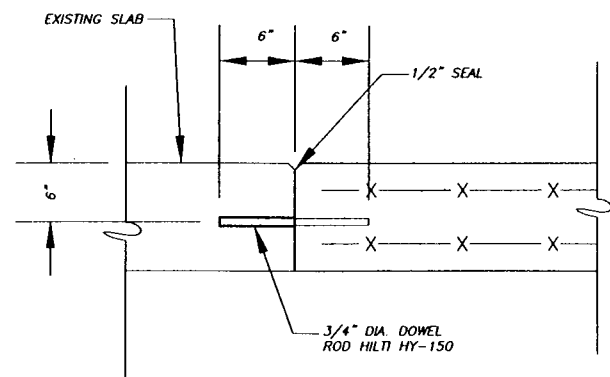 EXISTING SLAB
6"
6"
1/2" SEAL
6"
X X X
X X X
3/4" DIA. DOWEL
ROD HILTI HY-150